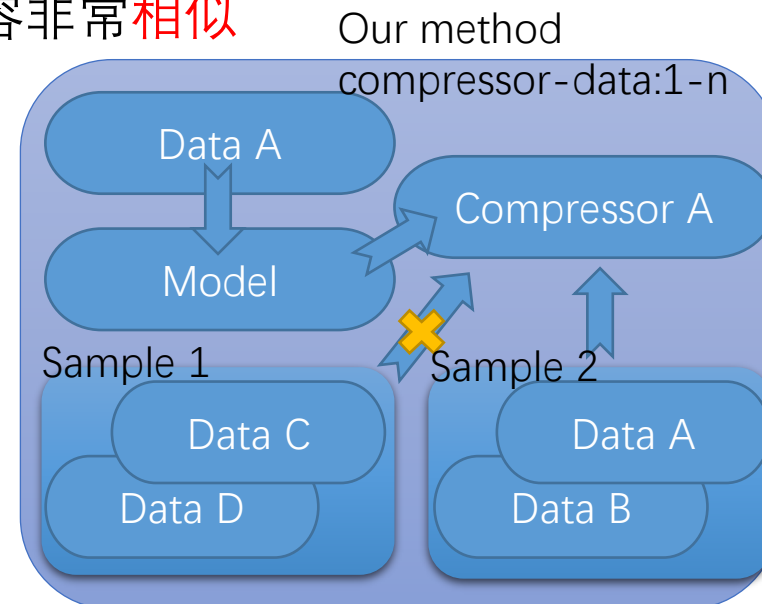 容非常相似
Our method
compressor-data:1-n
Data A
Compressor A
Model
Sample 1
Sample 2
Data C
Data A
Data D
Data B